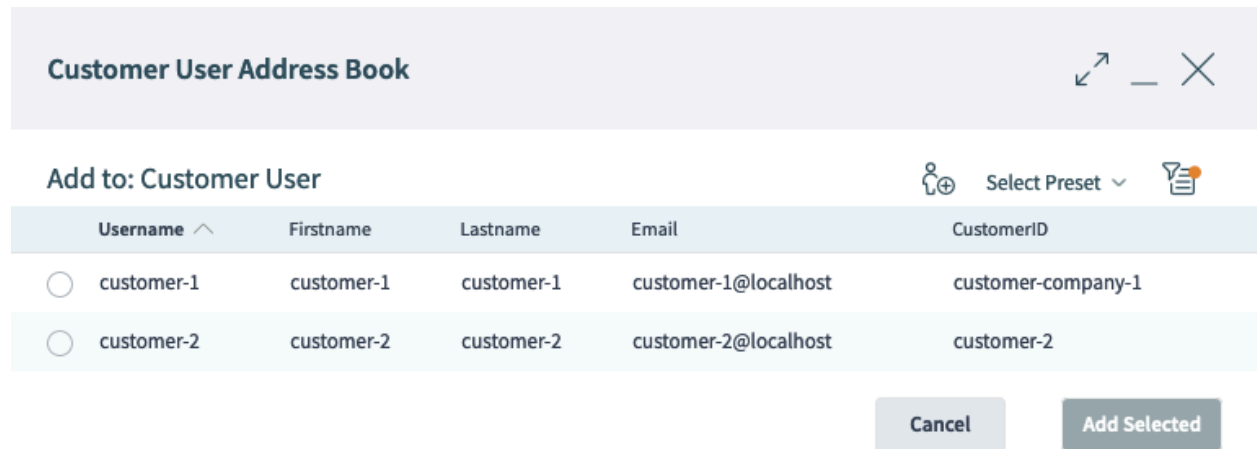 Customer User Address Book
Add to: Customer User Select Preset
Username Firstname Lastname Email CustomerID
customer-1 customer-1 customer-1 customer-1@localhost customer-company-1
customer-2 customer-2 customer-2 customer-2@localhost customer-2
Cancel Add Selected